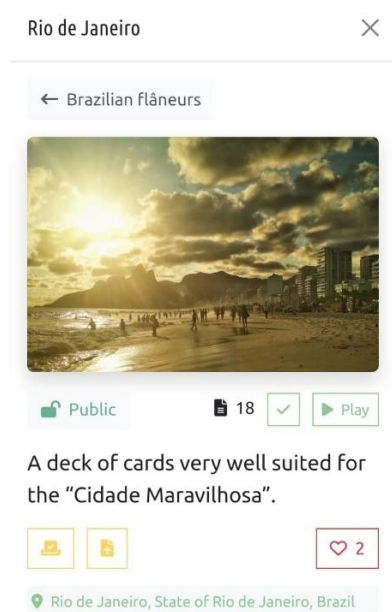 Rio de Janeiro
← Brazilian flâneurs
Public 18 Play
A deck of cards very well suited for
the “Cidade Maravilhosa”.
2
Rio de Janeiro, State of Rio de Janeiro, Brazil